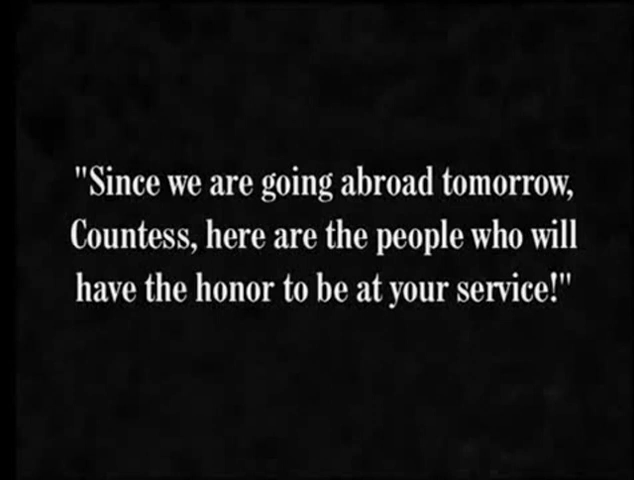 "Since we are going abroad tomorrow,
Countess, here are the people who will
have the honor to be at your service!"